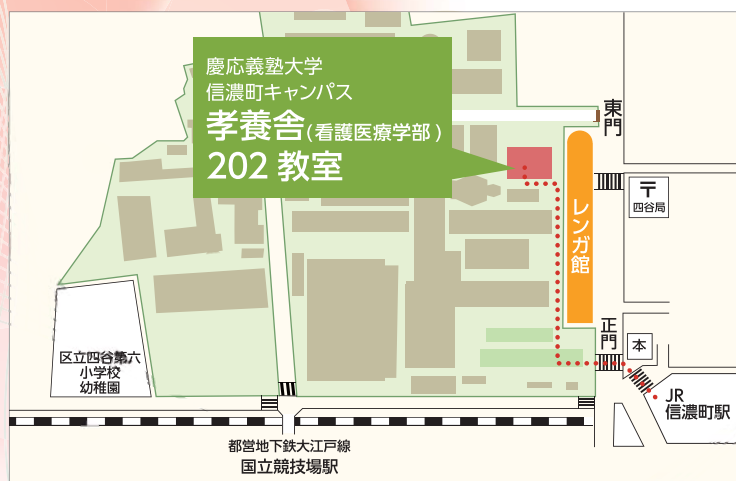 慶応義塾大学
信濃町キャンパス
孝養舎(看護医療学部)
202 教室
東門
〒
四谷局
レンガ館
正門
本
区立四谷第六
小学校
幼稚園
JR
信濃町駅
都営地下鉄大江戸線
国立競技場駅